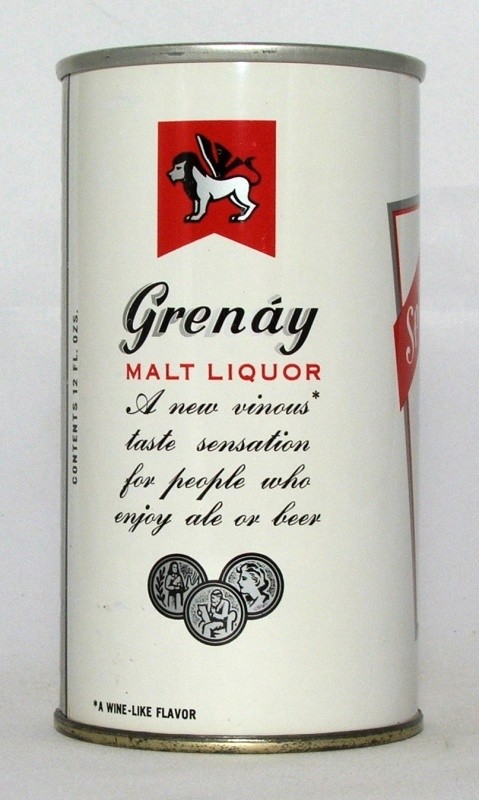 Grenáy
MALT LIQUOR
A new vinous*
taste sensation
for people who
enjoy ale or beer
*A WINE-LIKE FLAVOR
CONTENTS 12 FL. OZS.